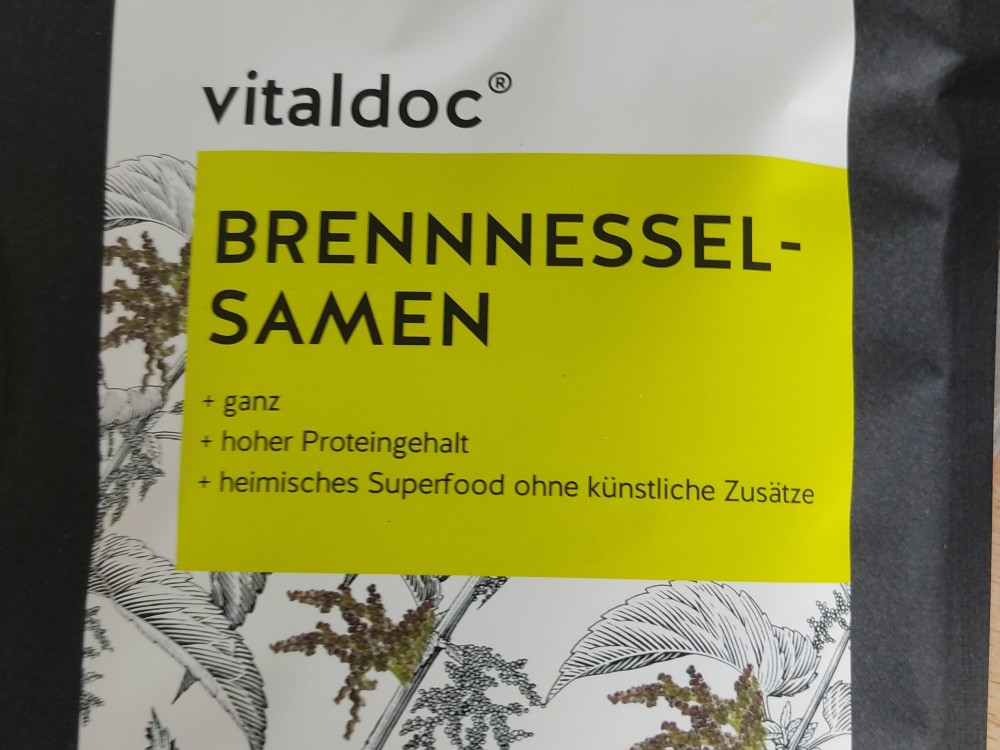 vitaldoc®
BRENNNESSEL-
SAMEN
+ ganz
+ hoher Proteingehalt
+ heimisches Superfood ohne künstliche Zusätze